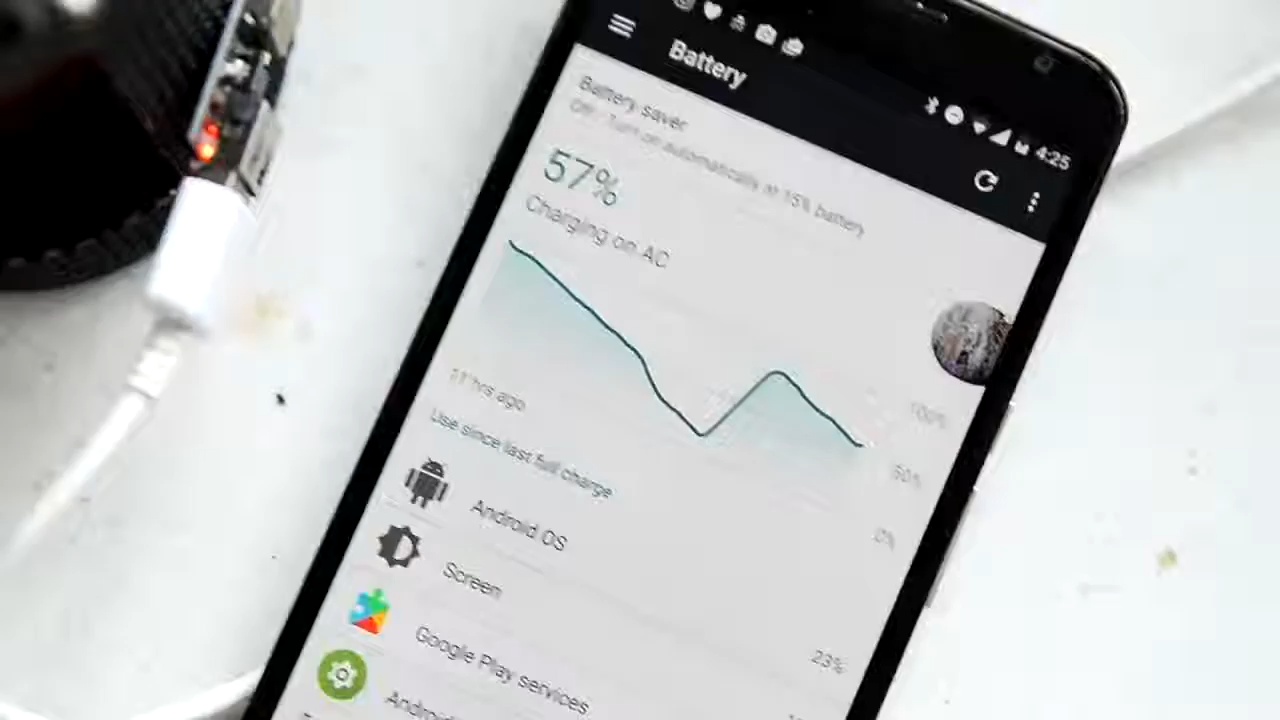 4:25
Battery
Battery saver
Off · Turn on automatically at 15% battery
57%
Charging on AC
100%
50%
0%
11 hrs ago
Use since last full charge
Android OS
23%
Screen
Google Play services
Android